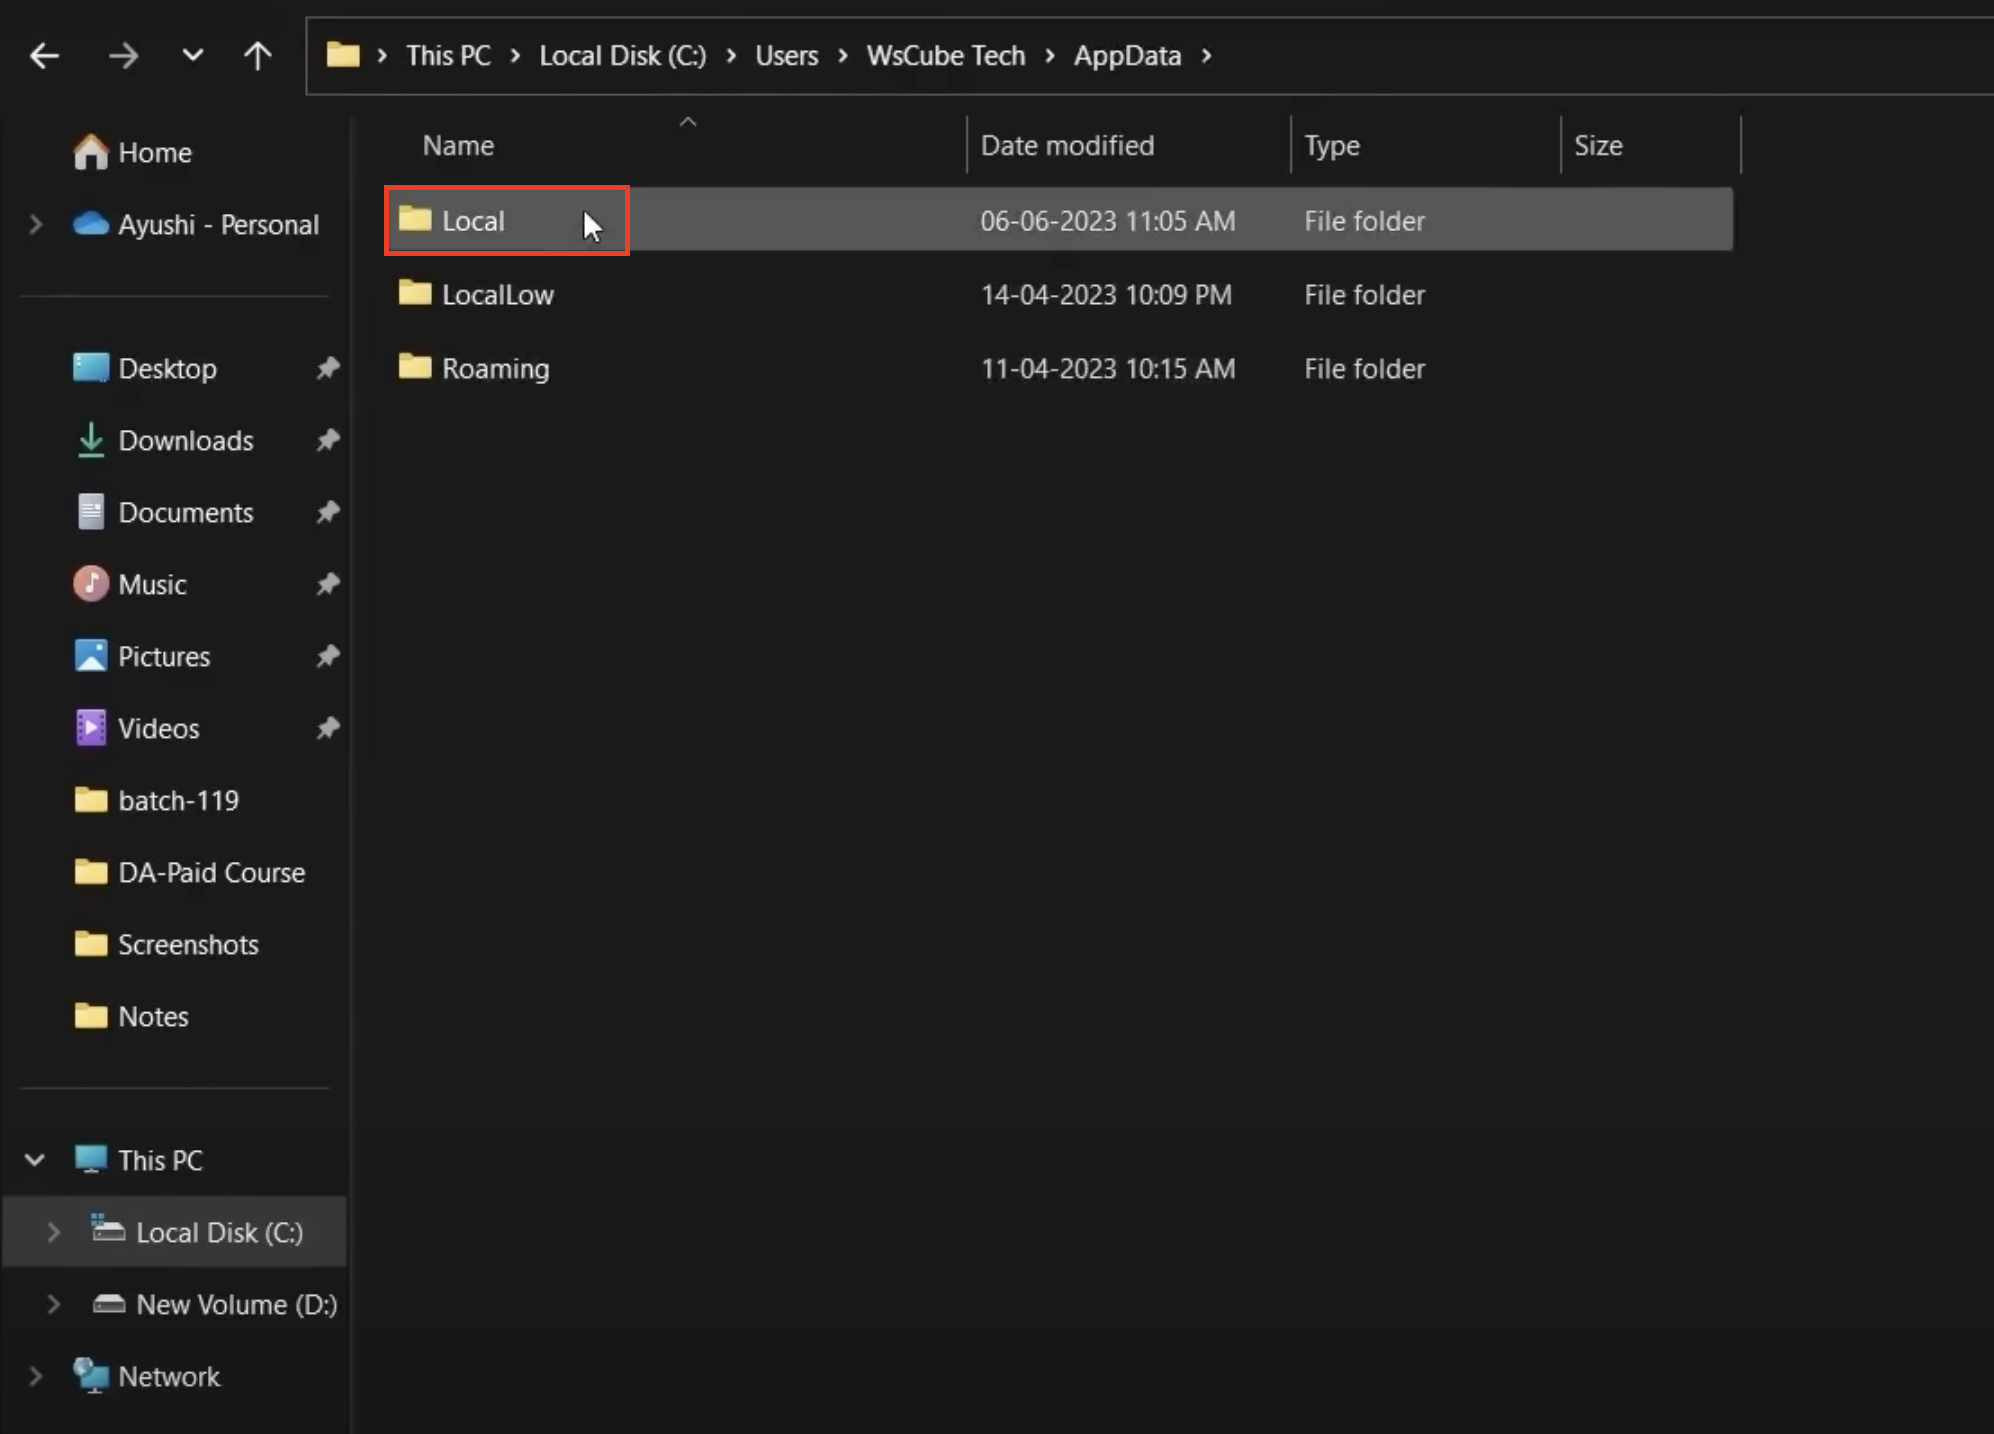 This PC > Local Disk (C:) > Users > WsCube Tech > AppData >
Name Date modified Type Size
Local 06-06-2023 11:05 AM File folder
LocalLow 14-04-2023 10:09 PM File folder
Roaming 11-04-2023 10:15 AM File folder
Home
Ayushi - Personal
Desktop
Downloads
Documents
Music
Pictures
Videos
batch-119
DA-Paid Course
Screenshots
Notes
This PC
Local Disk (C:)
New Volume (D:)
Network